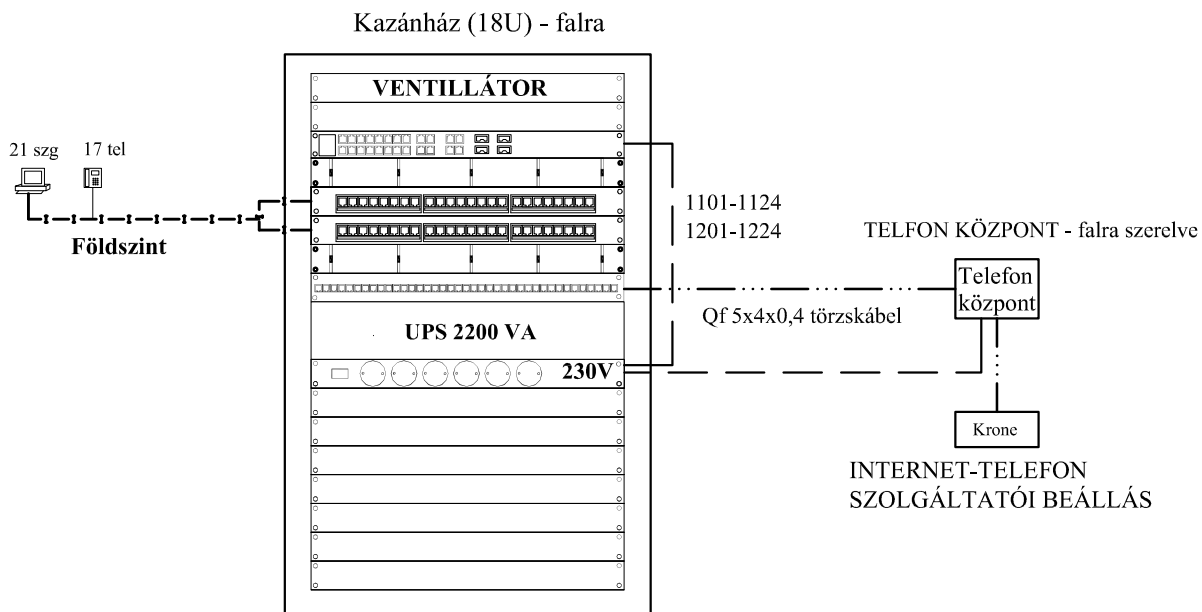 Kazánház (18U) - falra
VENTILLÁTOR
21 szg
17 tel
Földszint
1101-1124
1201-1224
TELFON KÖZPONT - falra szerelve
Telefon
központ
Qf 5x4x0,4 törzskábel
UPS 2200 VA
230V
Krone
INTERNET-TELEFON
SZOLGÁLTATÓI BEÁLLÁS